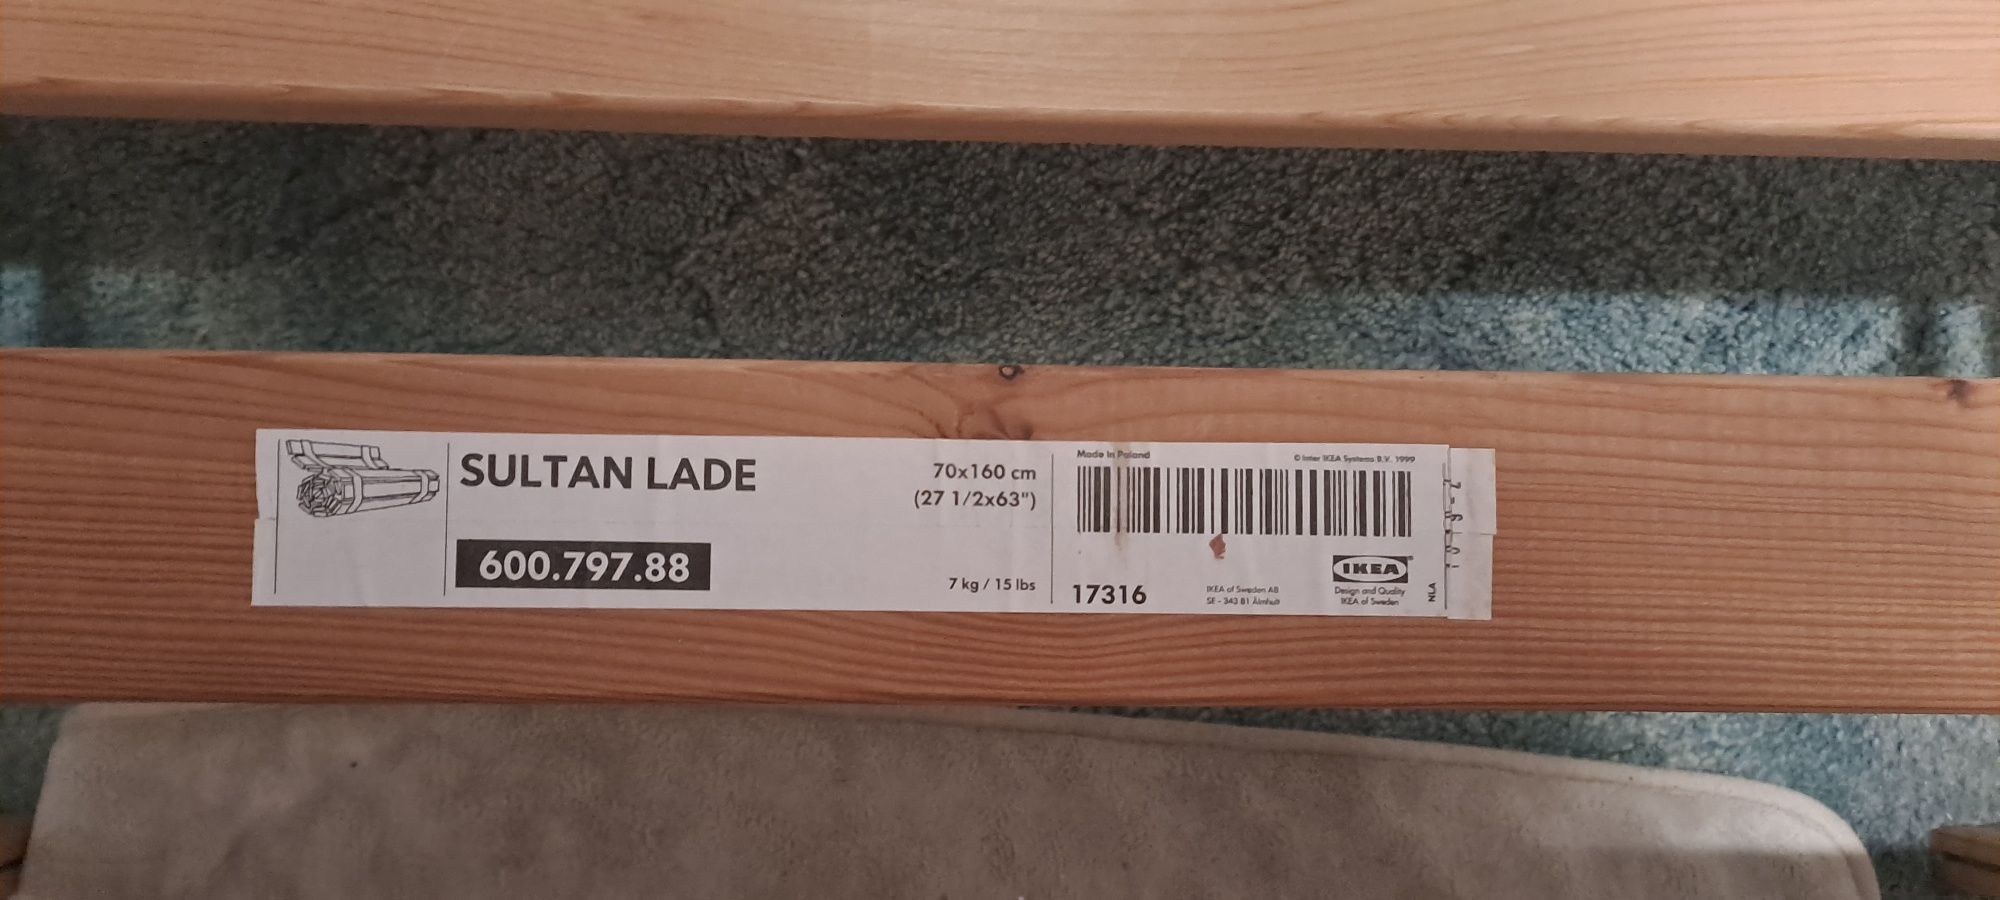 SULTAN LADE
70x160 cm
(27 1/2x63")
600.797.88
7 kg / 15 lbs
Made in Poland
© Inter IKEA Systems B.V. 1999
17316
IKEA of Sweden AB
SE - 343 81 Älmhult
IKEA
Design and Quality
IKEA of Sweden
NLA